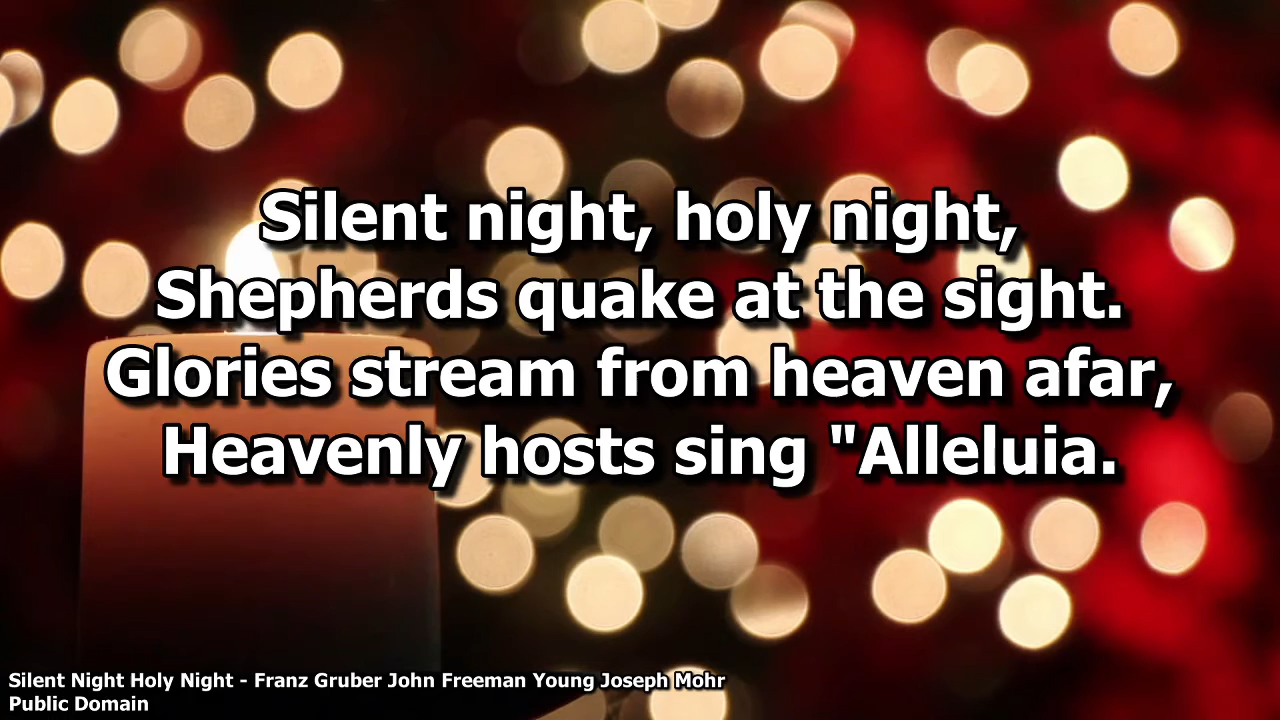 Silent night, holy night,
Shepherds quake at the sight.
Glories stream from heaven afar,
Heavenly hosts sing "Alleluia.
Silent Night Holy Night - Franz Gruber John Freeman Young Joseph Mohr
Public Domain